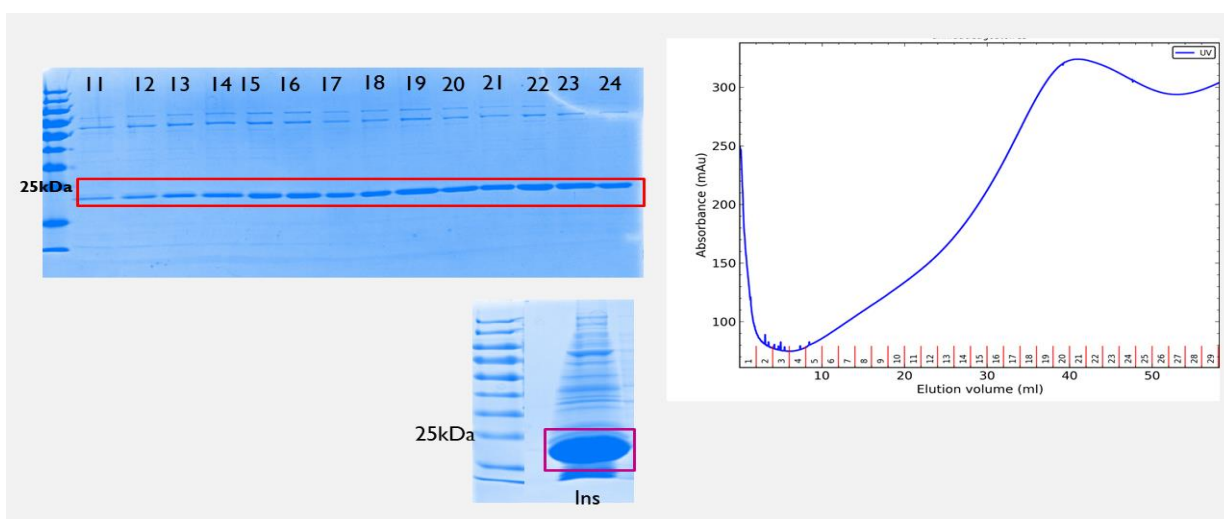 11 12 13 14 15 16 17 18 19 20 21 22 23 24
25kDa
25kDa
Ins
UV
Absorbance (mAu)
300
250
200
150
100
1 2 3 4 5 6 7 8 9 10 11 12 13 14 15 16 17 18 19 20 21 22 23 24 25 26 27 28 29
10 20 30 40 50
Elution volume (ml)